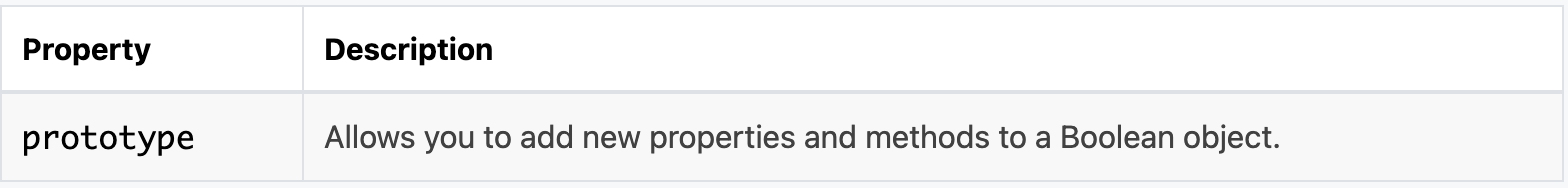 Property Description
prototype Allows you to add new properties and methods to a Boolean object.